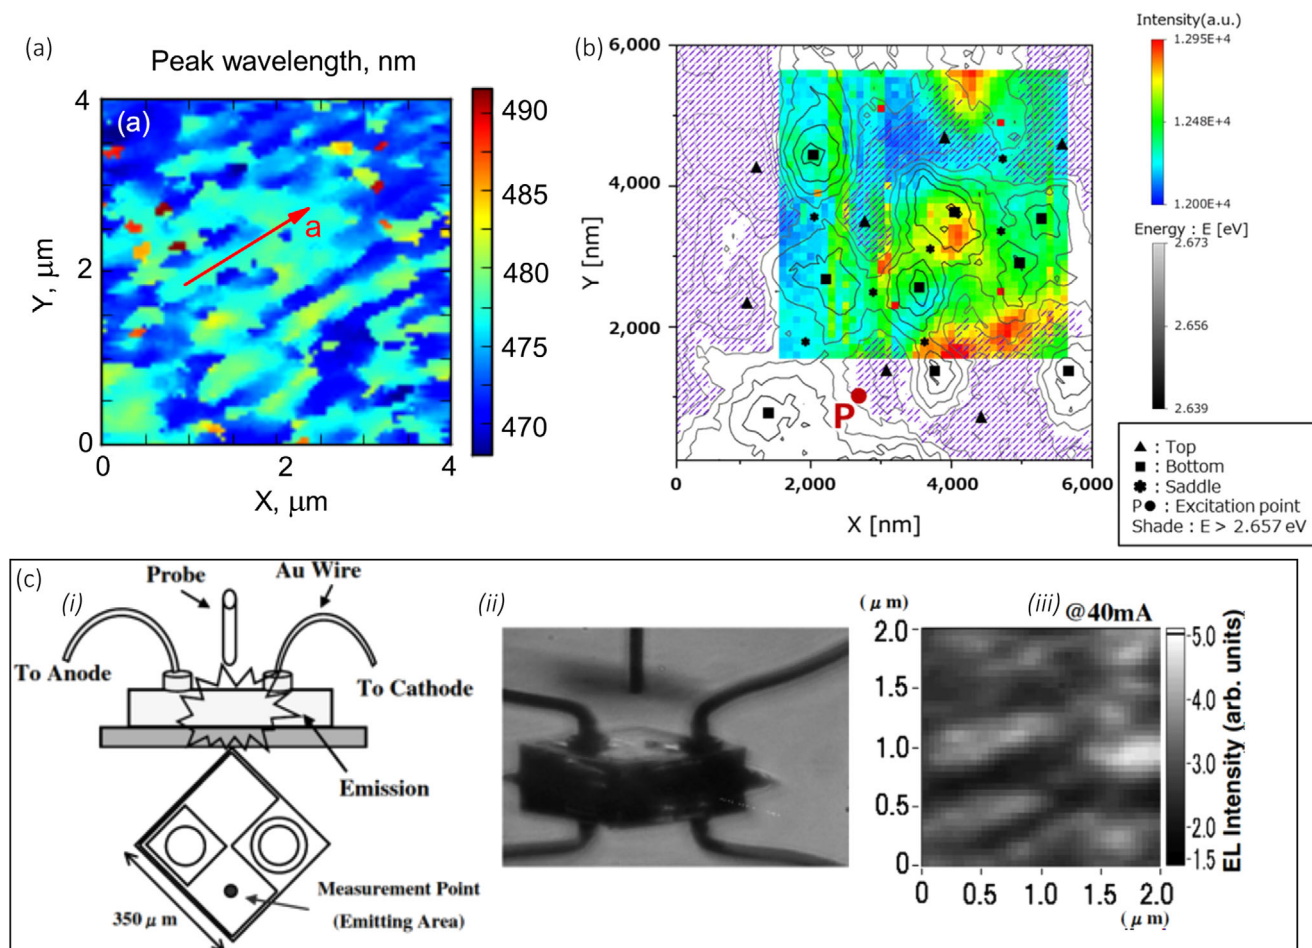 (a)
Peak wavelength, nm
4
(a)
490
485
a
Y, μm
2
480
475
470
0
0
2
4
X, μm
(b)
6,000
4,000
Y [nm]
2,000
P
0
2,000
4,000
6,000
X [nm]
Intensity(a.u.)
1.295E+4
1.248E+4
1.200E+4
Energy : E [eV]
2.673
2.656
2.639
▲ : Top
■ : Bottom
✸ : Saddle
P● : Excitation point
Shade : E > 2.657 eV
(c)
(i)
Probe
Au Wire
To Anode
To Cathode
Emission
Measurement Point
(Emitting Area)
350 μ m
(ii)
(iii)
(μ m)
@40mA
2.0
1.5
1.0
0.5
0
0
0.5
1.0
1.5
2.0
(μ m)
5.0
4.0
3.0
2.0
1.5
EL Intensity (arb. units)